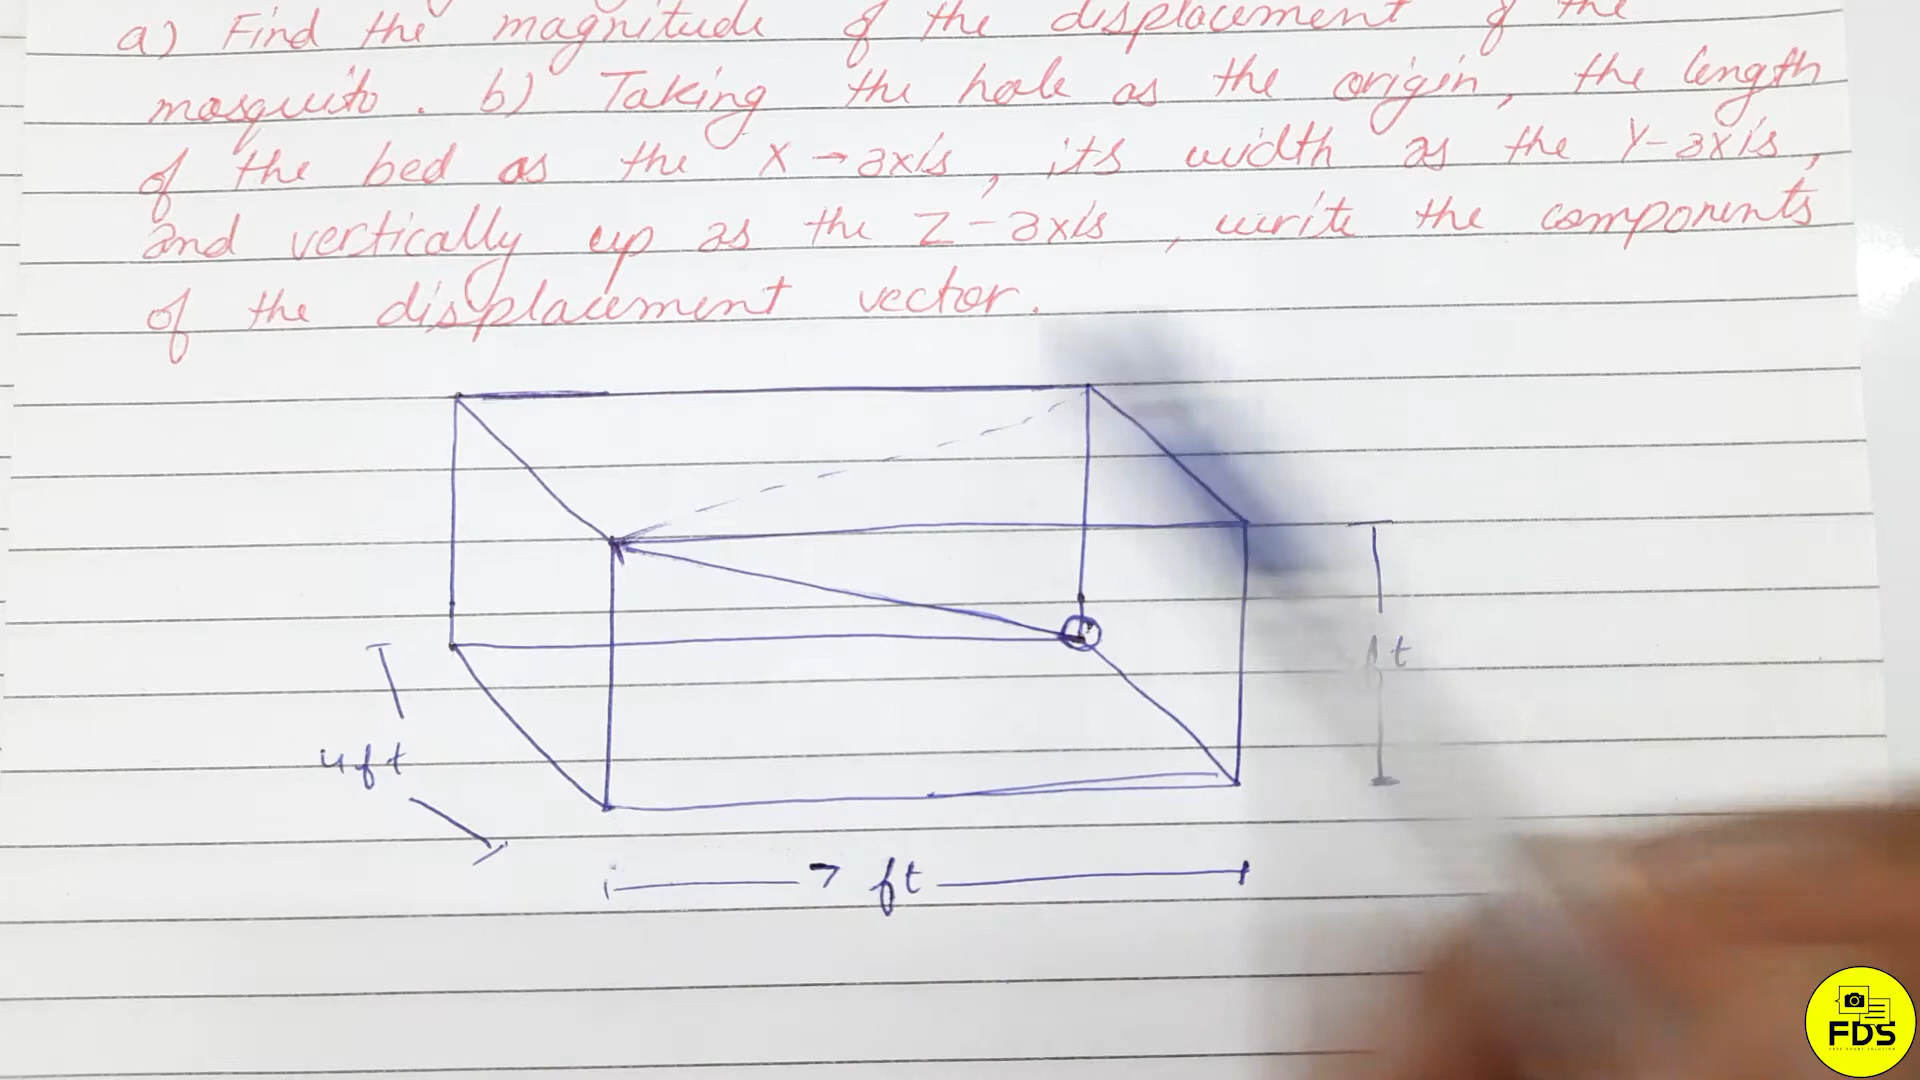 a) Find the magnitude of the displacement of the
mosquito. b) Taking the hole as the origin, the length
of the bed as the X → axis, its width as the Y-axis,
and vertically up as the Z-axis, write the components
of the displacement vector.
ft
4ft
7 ft
FDS